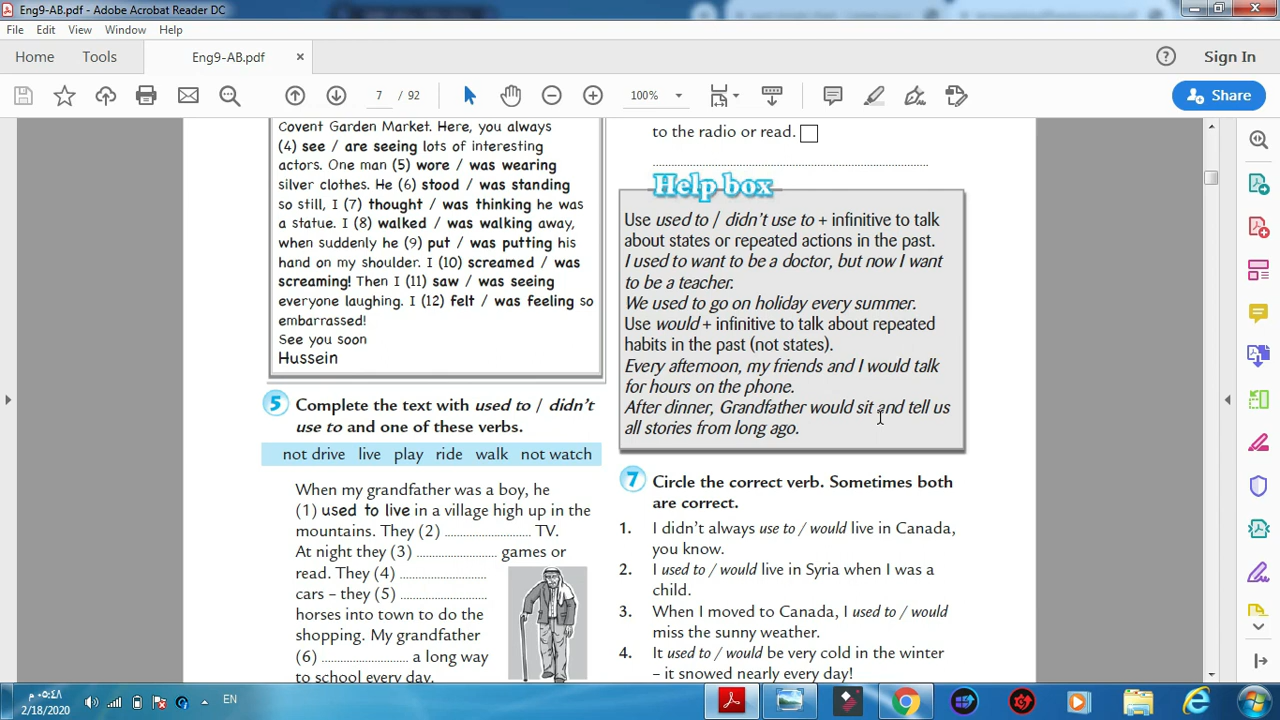 Eng9-AB.pdf - Adobe Acrobat Reader DC
File Edit View Window Help
Home Tools Eng9-AB.pdf × Sign In
7 / 92 100% Share
Covent Garden Market. Here, you always
(4) see / are seeing lots of interesting
actors. One man (5) wore / was wearing
silver clothes. He (6) stood / was standing
so still, I (7) thought / was thinking he was
a statue. I (8) walked / was walking away,
when suddenly he (9) put / was putting his
hand on my shoulder. I (10) screamed / was
screaming! Then I (11) saw / was seeing
everyone laughing. I (12) felt / was feeling so
embarrassed!
See you soon
Hussein
5 Complete the text with used to / didn't
use to and one of these verbs.
not drive live play ride walk not watch
When my grandfather was a boy, he
(1) used to live in a village high up in the
mountains. They (2) .............................. TV.
At night they (3) ............................ games or
read. They (4) ..............................
cars – they (5) ..............................
horses into town to do the
shopping. My grandfather
(6) .............................. a long way
to school every day.
to the radio or read.
................................................................................................
Help box
Use used to / didn't use to + infinitive to talk
about states or repeated actions in the past.
I used to want to be a doctor, but now I want
to be a teacher.
We used to go on holiday every summer.
Use would + infinitive to talk about repeated
habits in the past (not states).
Every afternoon, my friends and I would talk
for hours on the phone.
After dinner, Grandfather would sit and tell us
all stories from long ago.
7 Circle the correct verb. Sometimes both
are correct.
1. I didn't always use to / would live in Canada,
you know.
2. I used to / would live in Syria when I was a
child.
3. When I moved to Canada, I used to / would
miss the sunny weather.
4. It used to / would be very cold in the winter
– it snowed nearly every day!
EN
م ٠٥:٤٨
2/18/2020